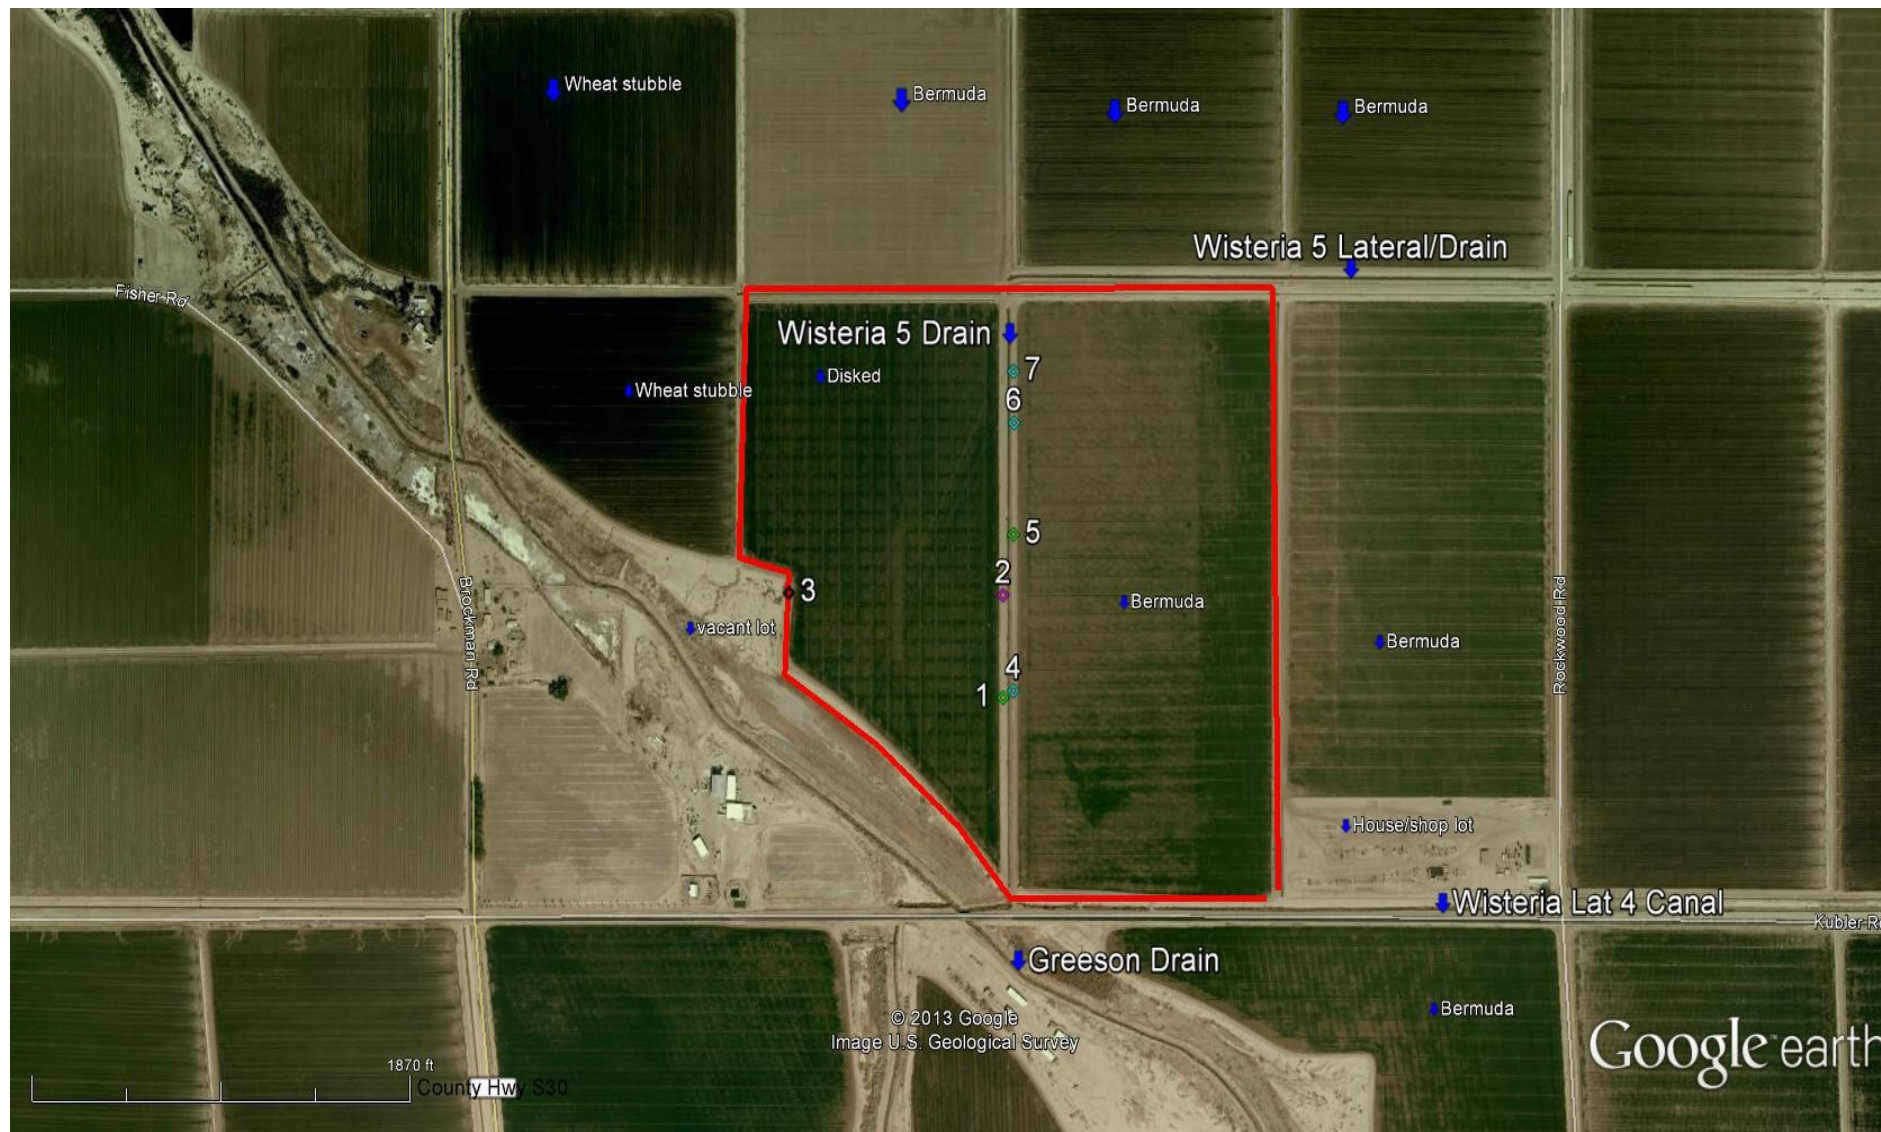 Wheat stubble
Bermuda
Bermuda
Bermuda
Wisteria 5 Lateral/Drain
Fisher Rd
Wisteria 5 Drain
7
Disked
Wheat stubble
6
5
2
3
Bermuda
Brockman Rd
vacant lot
Bermuda
Rockwood Rd
4
1
House/shop lot
Wisteria Lat 4 Canal
Kubler R
Greeson Drain
Bermuda
© 2013 Google
Image U.S. Geological Survey
Google earth
1870 ft
County Hwy S30